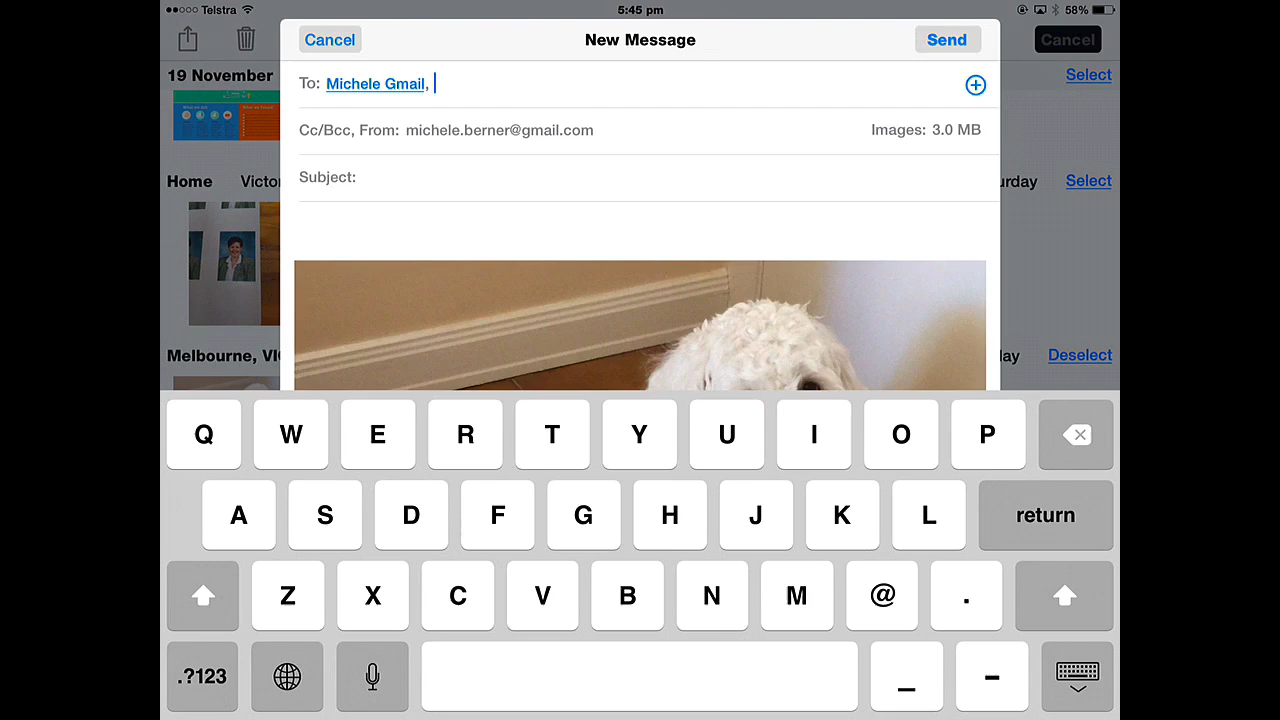 Telstra 5:45 pm 58%
Cancel New Message Send Cancel
19 November Select
To: Michele Gmail,
Cc/Bcc, From: michele.berner@gmail.com Images: 3.0 MB
Home Victor Select
Subject:
Melbourne, VI Deselect
Q W E R T Y U I O P
A S D F G H J K L return
Z X C V B N M @ .
.?123 _ -